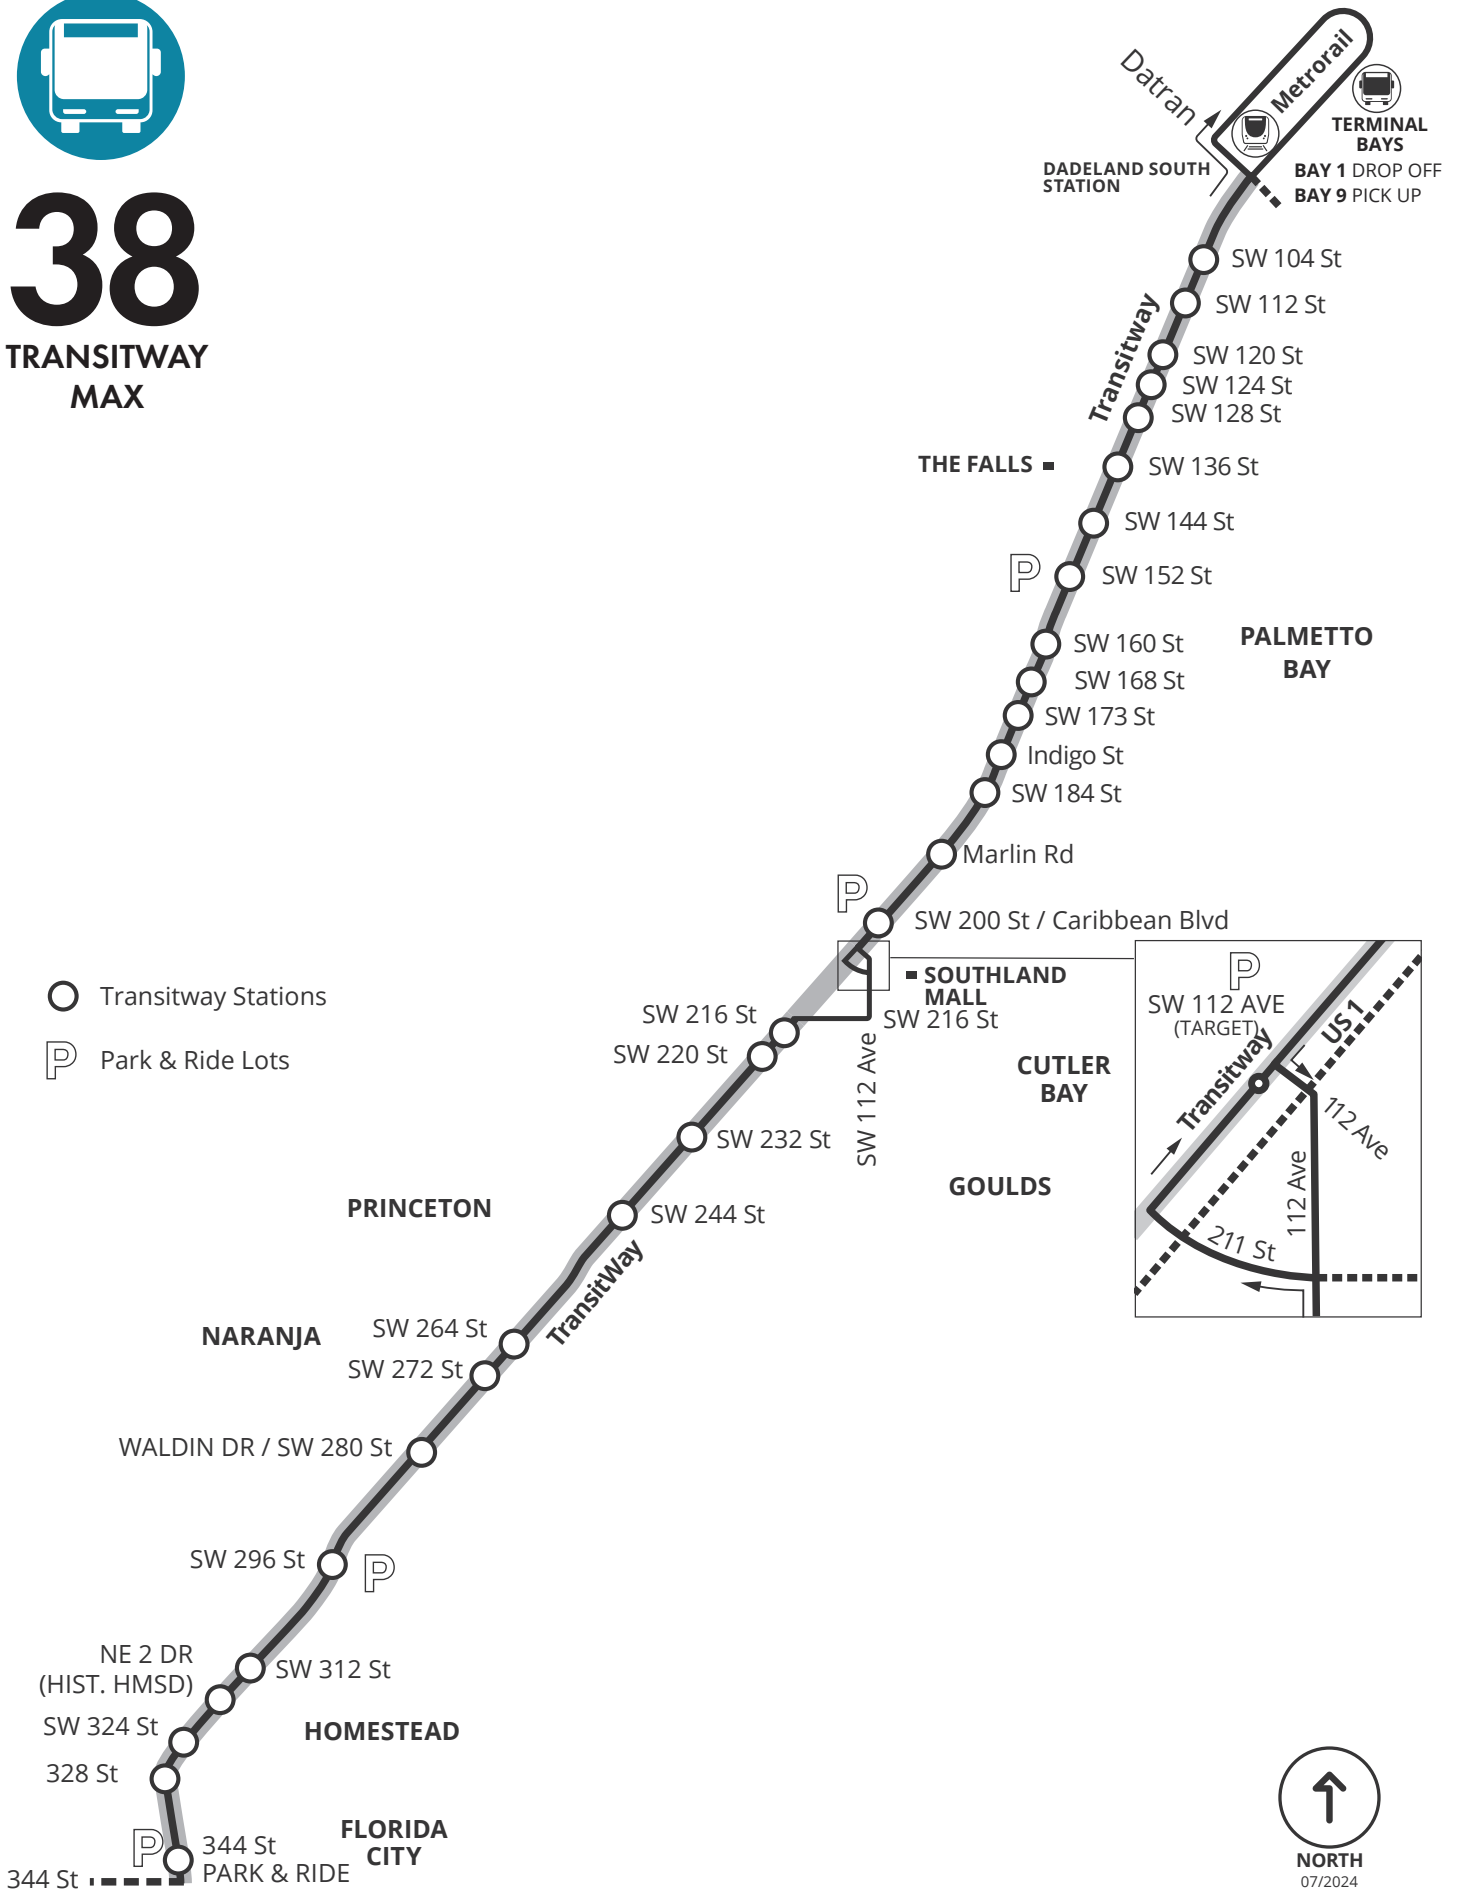 38
TRANSITWAY
MAX
Datran
Metrorail
TERMINAL
BAYS
BAY 1 DROP OFF
BAY 9 PICK UP
DADELAND SOUTH
STATION
SW 104 St
SW 112 St
Transitway
SW 120 St
SW 124 St
SW 128 St
THE FALLS
SW 136 St
SW 144 St
P
SW 152 St
SW 160 St
PALMETTO
BAY
SW 168 St
SW 173 St
Indigo St
SW 184 St
Marlin Rd
P
SW 200 St / Caribbean Blvd
SOUTHLAND
MALL
SW 216 St
SW 216 St
SW 220 St
SW 112 Ave
CUTLER
BAY
P
SW 112 AVE
(TARGET)
US 1
Transitway
112 Ave
112 Ave
211 St
Transitway Stations
P Park & Ride Lots
SW 232 St
GOULDS
PRINCETON
SW 244 St
TransitWay
NARANJA
SW 264 St
SW 272 St
WALDIN DR / SW 280 St
SW 296 St
P
NE 2 DR
(HIST. HMSD)
SW 312 St
SW 324 St
HOMESTEAD
328 St
P
344 St
PARK & RIDE
FLORIDA
CITY
344 St
NORTH
07/2024